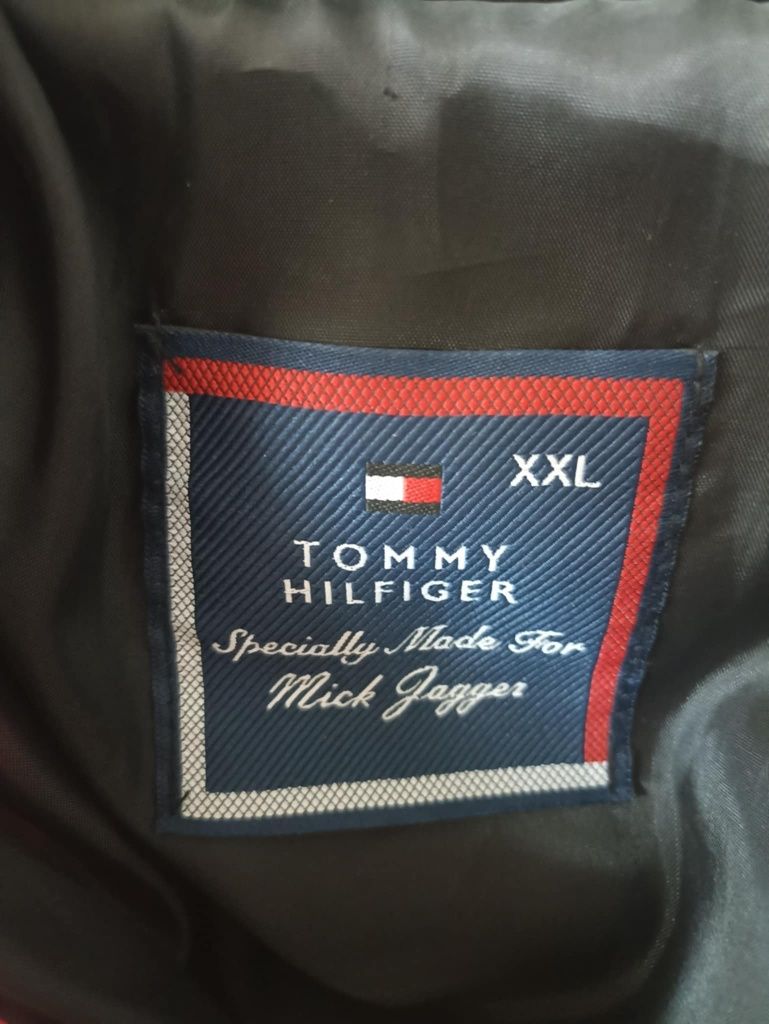 XXL
TOMMY
HILFIGER
Specially Made For
Mick Jagger